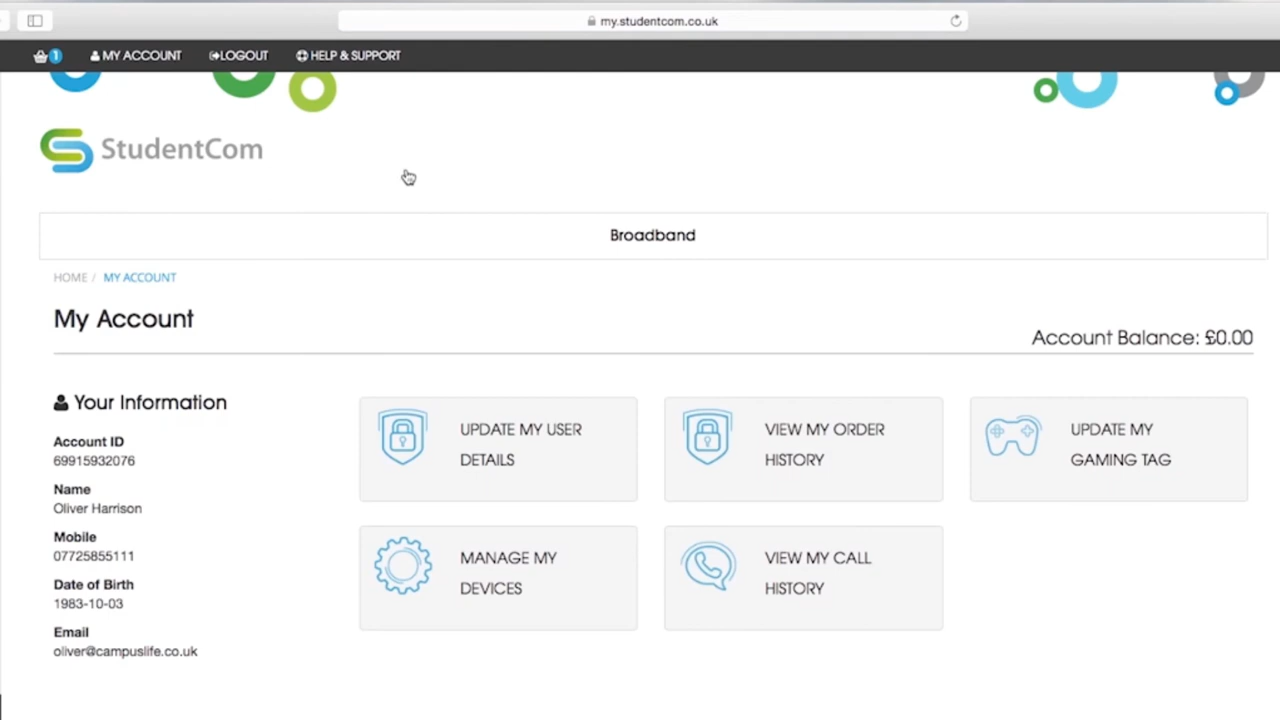 my.studentcom.co.uk
1 MY ACCOUNT LOGOUT HELP & SUPPORT
StudentCom
Broadband
HOME / MY ACCOUNT
My Account
Account Balance: £0.00
Your Information
Account ID
69915932076
Name
Oliver Harrison
Mobile
07725855111
Date of Birth
1983-10-03
Email
oliver@campuslife.co.uk
UPDATE MY USER
DETAILS
VIEW MY ORDER
HISTORY
UPDATE MY
GAMING TAG
MANAGE MY
DEVICES
VIEW MY CALL
HISTORY